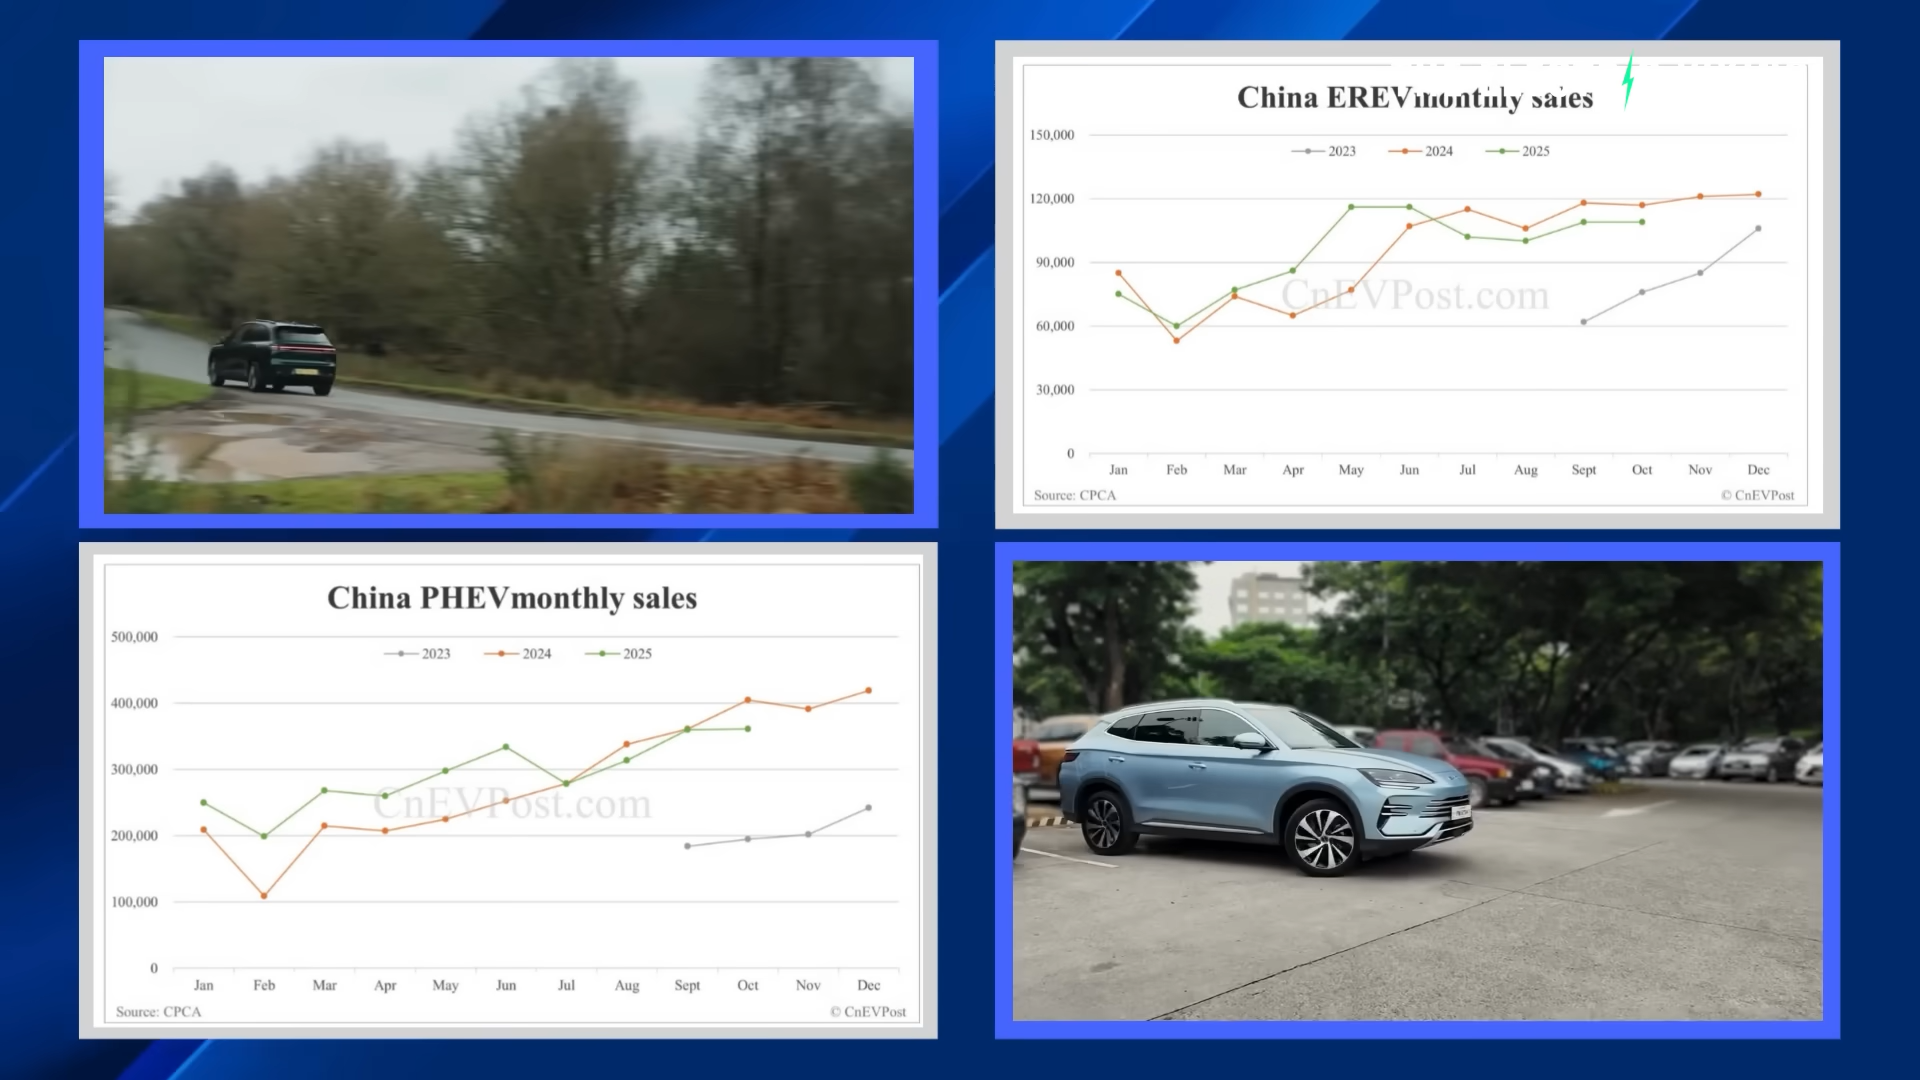 China EREVmonthly sales
150,000
2023 2024 2025
120,000
90,000
CnEVPost.com
60,000
30,000
0
Jan Feb Mar Apr May Jun Jul Aug Sept Oct Nov Dec
Source: CPCA © CnEVPost
China PHEVmonthly sales
500,000
2023 2024 2025
400,000
300,000
CnEVPost.com
200,000
100,000
0
Jan Feb Mar Apr May Jun Jul Aug Sept Oct Nov Dec
Source: CPCA © CnEVPost